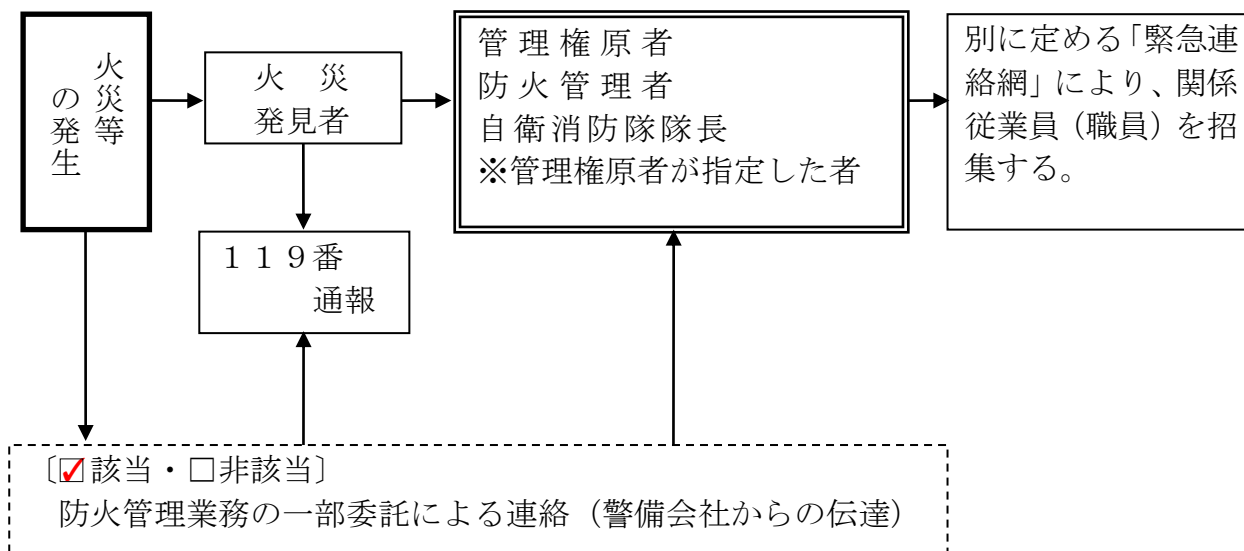 火災等
の発生
火　災
発見者
管理権原者
防火管理者
自衛消防隊隊長
※管理権原者が指定した者
別に定める「緊急連
絡網」により、関係
従業員（職員）を招
集する。
１１９番
通報
〔☑該当・□非該当〕
防火管理業務の一部委託による連絡（警備会社からの伝達）